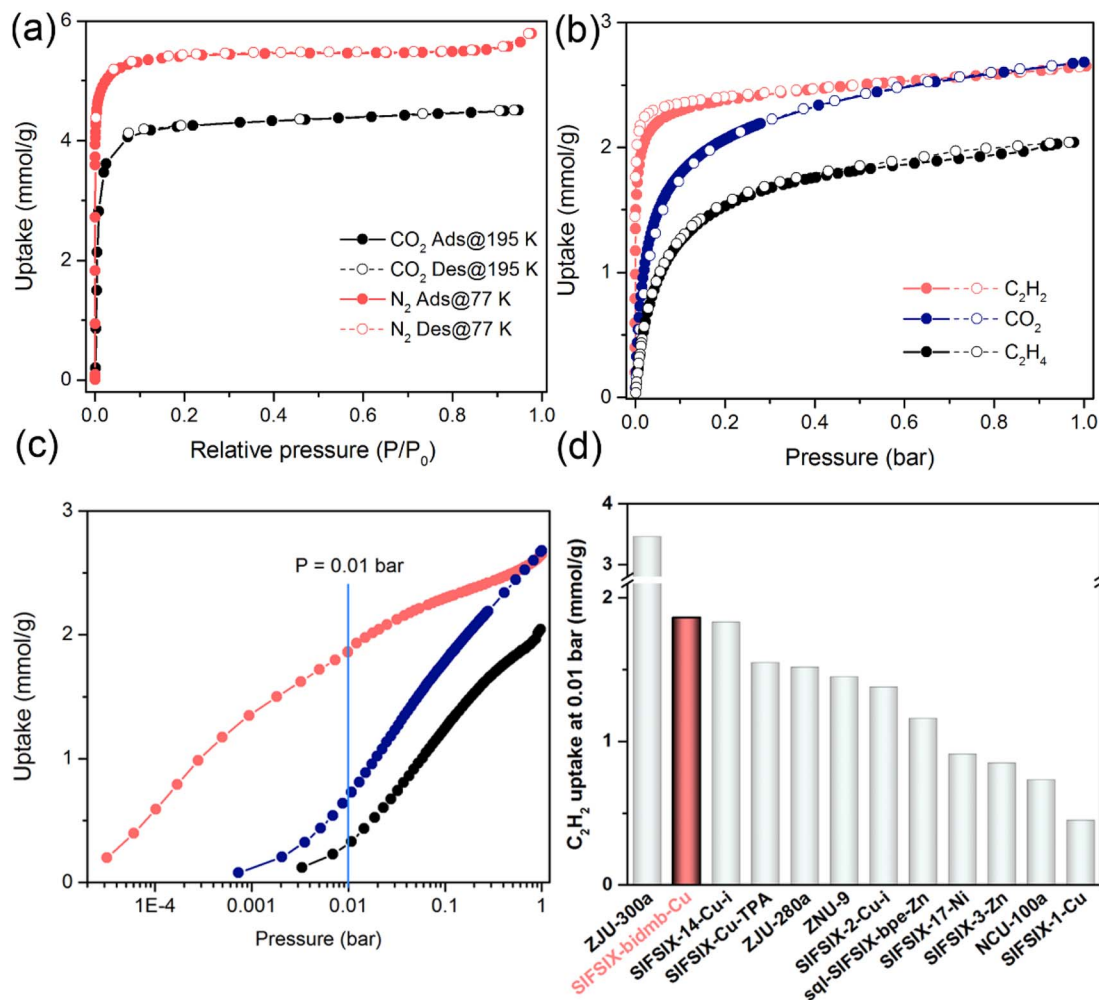 (a)
6
4
2
0
Uptake (mmol/g)
CO₂ Ads@195 K
CO₂ Des@195 K
N₂ Ads@77 K
N₂ Des@77 K
0.0 0.2 0.4 0.6 0.8 1.0
Relative pressure (P/P₀)
(b)
3
2
1
0
Uptake (mmol/g)
C₂H₂
CO₂
C₂H₄
0.0 0.2 0.4 0.6 0.8 1.0
Pressure (bar)
(c)
3
2
1
0
Uptake (mmol/g)
P = 0.01 bar
1E-4 0.001 0.01 0.1 1
Pressure (bar)
(d)
4
3
2
1
0
C₂H₂ uptake at 0.01 bar (mmol/g)
ZJU-300a
SIFSIX-bidmb-Cu
SIFSIX-14-Cu-i
SIFSIX-Cu-TPA
ZJU-280a
ZNU-9
SIFSIX-2-Cu-i
sql-SIFSIX-bpe-Zn
SIFSIX-17-Ni
SIFSIX-3-Zn
NCU-100a
SIFSIX-1-Cu